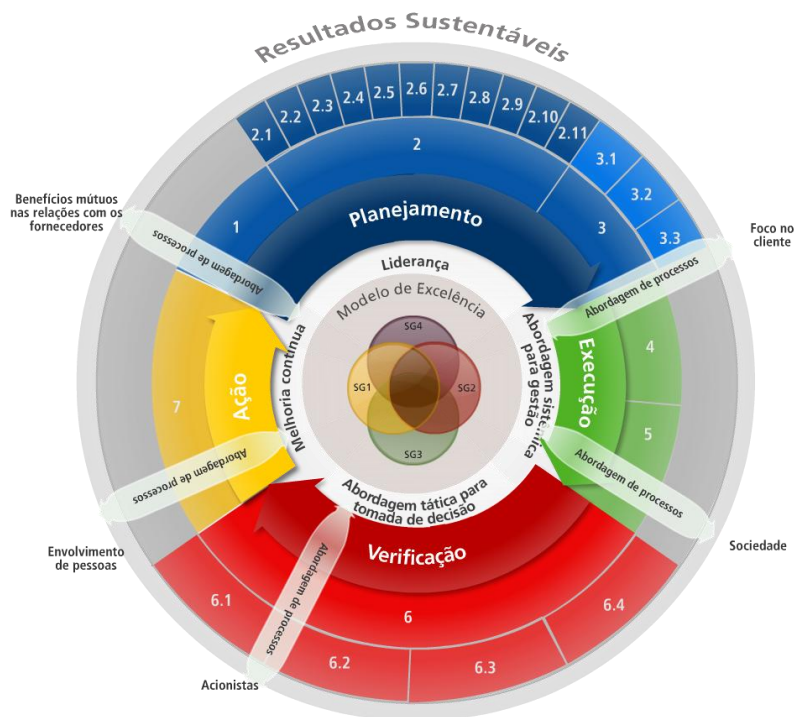 Resultados Sustentáveis
2.1
2.2
2.3
2.4
2.5
2.6
2.7
2.8
2.9
2.10
2.11
3.1
3.2
3.3
1
2
3
Planejamento
Benefícios mútuos
nas relações com os
fornecedores
Abordagem de processos
Foco no
cliente
Abordagem de processos
Liderança
Modelo de Excelência
SG4
SG1
SG2
SG3
Melhoria contínua
Abordagem sistêmica
para gestão
Abordagem tática para
tomada de decisão
Execução
4
5
Ação
7
Abordagem de processos
Envolvimento
de pessoas
Abordagem de processos
Sociedade
Verificação
Abordagem de processos
Acionistas
6
6.1
6.2
6.3
6.4